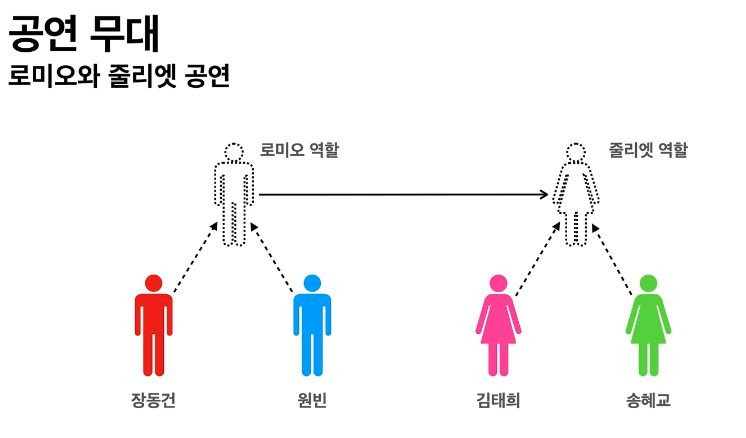 공연 무대
로미오와 줄리엣 공연
로미오 역할
줄리엣 역할
장동건
원빈
김태희
송혜교